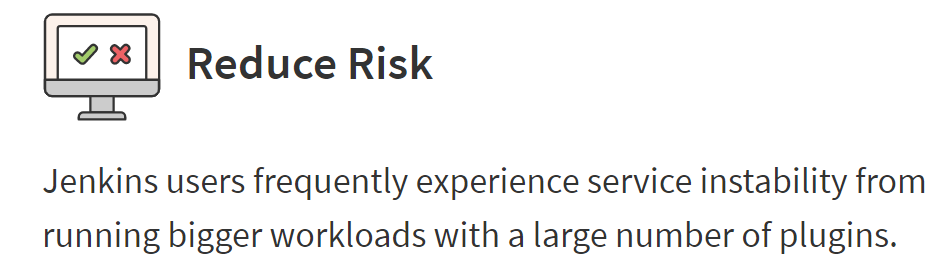 Reduce Risk
Jenkins users frequently experience service instability from
running bigger workloads with a large number of plugins.